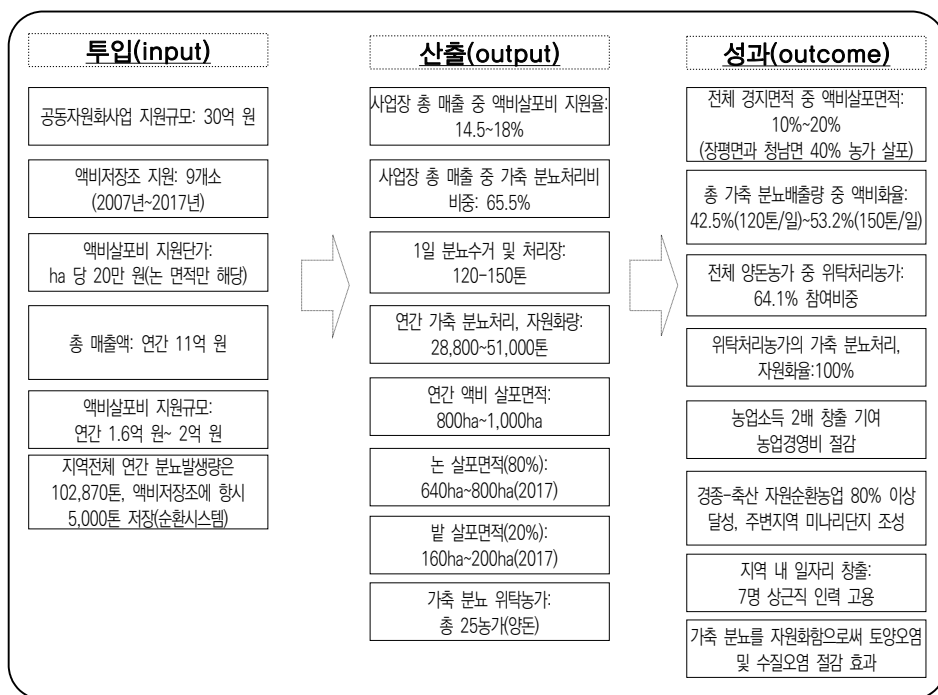 투입(input)
공동자원화사업 지원규모: 30억 원
액비저장조 지원: 9개소
(2007년~2017년)
액비살포비 지원단가:
ha 당 20만 원(논 면적만 해당)
총 매출액: 연간 11억 원
액비살포비 지원규모:
연간 1.6억 원~ 2억 원
지역전체 연간 분뇨발생량은
102,870톤, 액비저장조에 항시
5,000톤 저장(순환시스템)
산출(output)
사업장 총 매출 중 액비살포비 지원율:
14.5~18%
사업장 총 매출 중 가축 분뇨처리비
비중: 65.5%
1일 분뇨수거 및 처리장:
120-150톤
연간 가축 분뇨처리, 자원화량:
28,800~51,000톤
연간 액비 살포면적:
800ha~1,000ha
논 살포면적(80%):
640ha~800ha(2017)
밭 살포면적(20%):
160ha~200ha(2017)
가축 분뇨 위탁농가:
총 25농가(양돈)
성과(outcome)
전체 경지면적 중 액비살포면적:
10%~20%
(장평면과 청남면 40% 농가 살포)
총 가축 분뇨배출량 중 액비화율:
42.5%(120톤/일)~53.2%(150톤/일)
전체 양돈농가 중 위탁처리농가:
64.1% 참여비중
위탁처리농가의 가축 분뇨처리,
자원화율:100%
농업소득 2배 창출 기여
농업경영비 절감
경종-축산 자원순환농업 80% 이상
달성, 주변지역 미나리단지 조성
지역 내 일자리 창출:
7명 상근직 인력 고용
가축 분뇨를 자원화함으로써 토양오염
및 수질오염 절감 효과